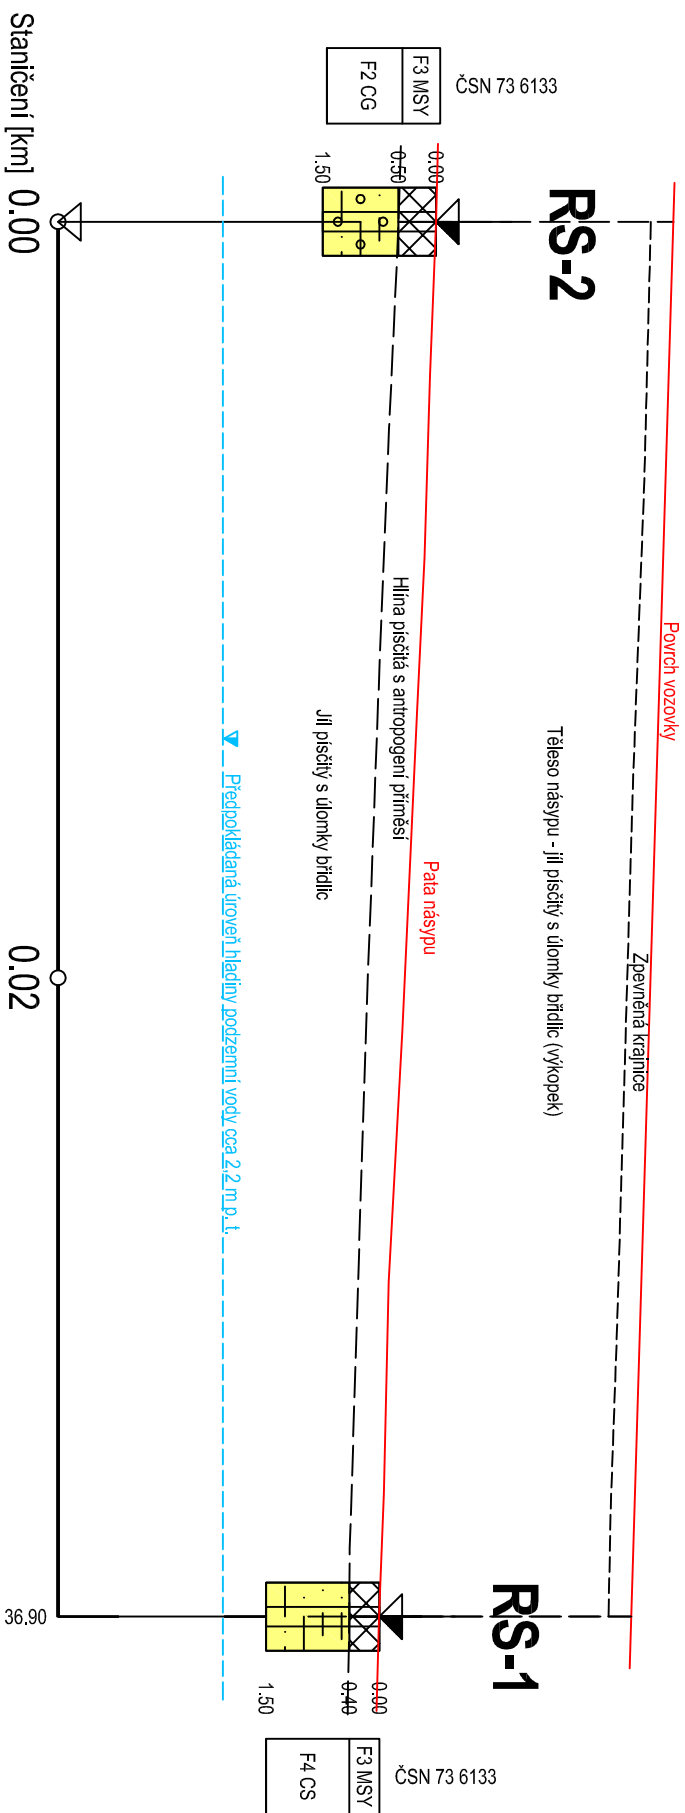 RS-2
RS-1
Povrch vozovky
Zpevněná krajnice
Těleso násypu - jíl písčitý s úlomky břidlic (výkopek)
ČSN 73 6133
F3 MSY
F2 CG
0.00
0.50
1.50
Pata násypu
Hlína písčitá s antropogení příměsí
Jíl písčitý s úlomky břidlic
Předpokládaná úroveň hladiny podzemní vody cca 2,2 m p. t.
0.00
0.40
1.50
ČSN 73 6133
F3 MSY
F4 CS
Staničení [km] 0.00
0.02
36.90